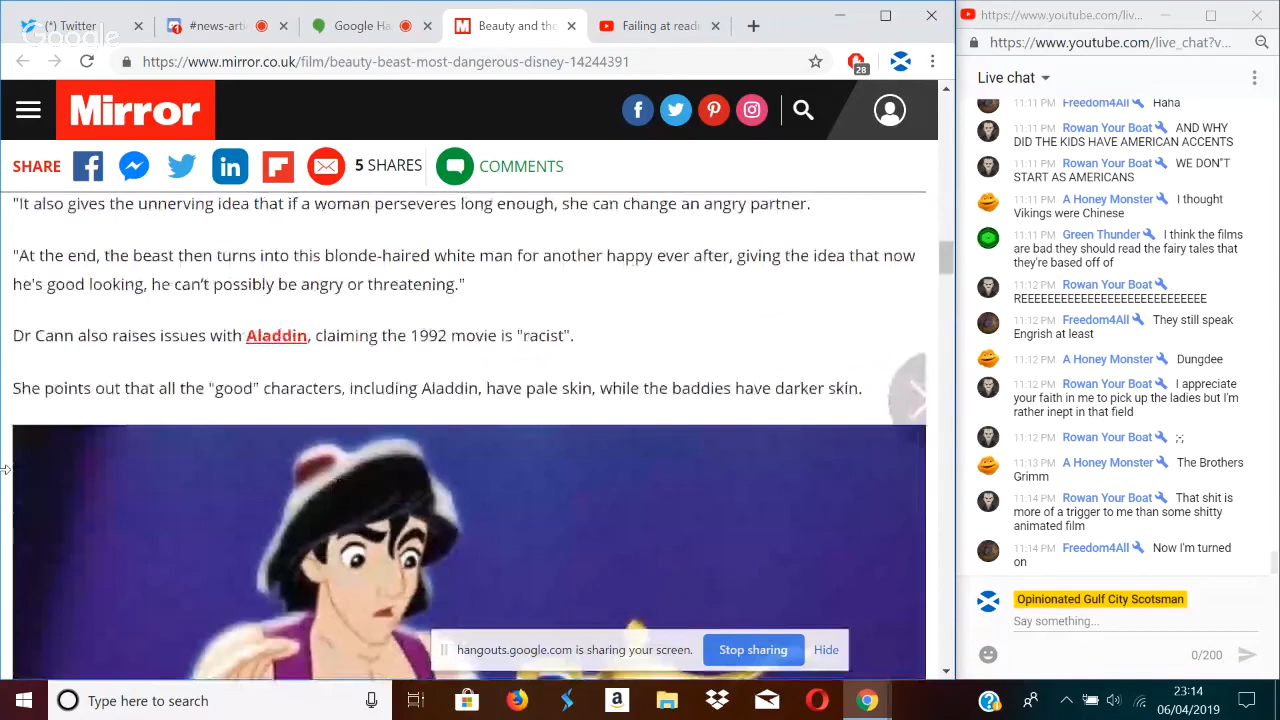 (*) Twitter
#news-arti
Google Ha
Beauty and the
Failing at read
Google
https://www.youtube.com/liv...
https://www.mirror.co.uk/film/beauty-beast-most-dangerous-disney-14244391
28
https://www.youtube.com/live_chat?v...
Mirror
Live chat
SHARE
5 SHARES
COMMENTS
"It also gives the unnerving idea that if a woman perseveres long enough, she can change an angry partner.
"At the end, the beast then turns into this blonde-haired white man for another happy ever after, giving the idea that now
he's good looking, he can't possibly be angry or threatening."
Dr Cann also raises issues with Aladdin, claiming the 1992 movie is "racist".
She points out that all the "good" characters, including Aladdin, have pale skin, while the baddies have darker skin.
hangouts.google.com is sharing your screen.
Stop sharing
Hide
11:11 PM Freedom4All Haha
11:11 PM Rowan Your Boat AND WHY
DID THE KIDS HAVE AMERICAN ACCENTS
11:11 PM Rowan Your Boat WE DON"T
START AS AMERICANS
11:11 PM A Honey Monster I thought
Vikings were Chinese
11:11 PM Green Thunder I think the films
are bad they should read the fairy tales that
they're based off of
11:12 PM Rowan Your Boat
REEEEEEEEEEEEEEEEEEEEEEEEEEEE
11:12 PM Freedom4All They still speak
Engrish at least
11:12 PM A Honey Monster Dungdee
11:12 PM Rowan Your Boat I appreciate
your faith in me to pick up the ladies but I'm
rather inept in that field
11:12 PM Rowan Your Boat ;-;
11:13 PM A Honey Monster The Brothers
Grimm
11:14 PM Rowan Your Boat That shit is
more of a trigger to me than some shitty
animated film
11:14 PM Freedom4All Now I'm turned
on
Opinionated Gulf City Scotsman
Say something...
0/200
Type here to search
23:14
06/04/2019